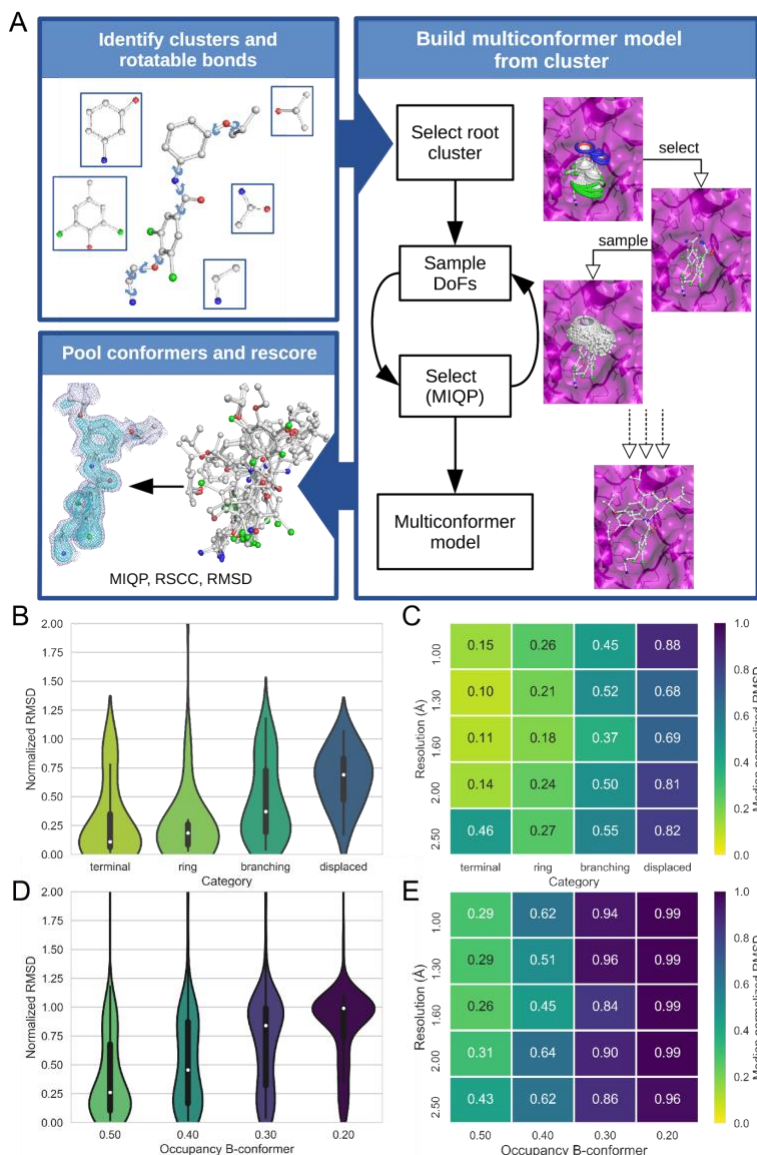 A
Identify clusters and
rotatable bonds
Build multiconformer model
from cluster
Select root
cluster
select
sample
Sample
DoFs
Select
(MIQP)
Multiconformer
model
Pool conformers and rescore
MIQP, RSCC, RMSD
B
Normalized RMSD
2.00
1.75
1.50
1.25
1.00
0.75
0.50
0.25
0.00
terminal ring branching displaced
Category
C
Resolution (Å)
1.00 0.15 0.26 0.45 0.88
1.30 0.10 0.21 0.52 0.68
1.60 0.11 0.18 0.37 0.69
2.00 0.14 0.24 0.50 0.81
2.50 0.46 0.27 0.55 0.82
terminal ring branching displaced
Category
1.0
0.8
0.6
0.4
0.2
0.0
Median normalized RMSD
D
Normalized RMSD
2.00
1.75
1.50
1.25
1.00
0.75
0.50
0.25
0.00
0.50 0.40 0.30 0.20
Occupancy B-conformer
E
Resolution (Å)
1.00 0.29 0.62 0.94 0.99
1.30 0.29 0.51 0.96 0.99
1.60 0.26 0.45 0.84 0.99
2.00 0.31 0.64 0.90 0.99
2.50 0.43 0.62 0.86 0.96
0.50 0.40 0.30 0.20
Occupancy B-conformer
1.0
0.8
0.6
0.4
0.2
0.0
Median normalized RMSD